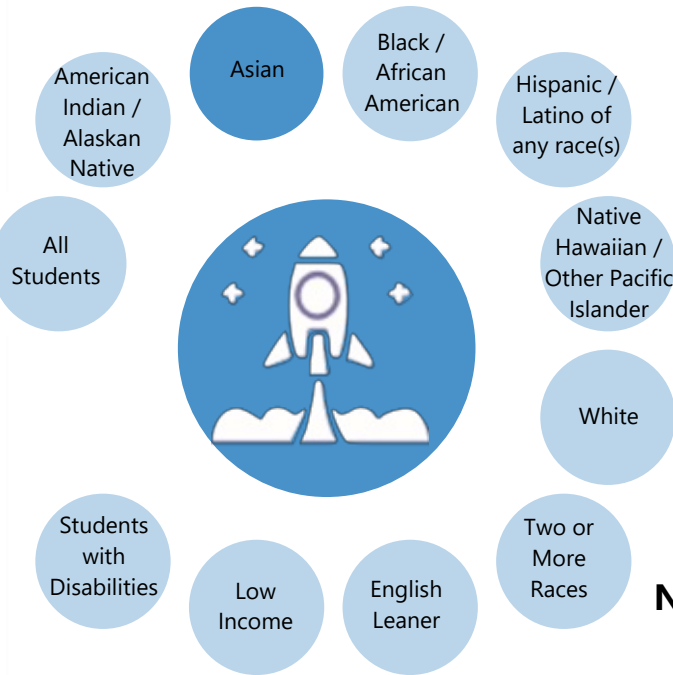 Asian
Black /
African
American
American
Indian /
Alaskan
Native
Hispanic /
Latino of
any race(s)
All
Students
Native
Hawaiian /
Other Pacific
Islander
White
Students
with
Disabilities
Low
Income
English
Leaner
Two or
More
Races
N